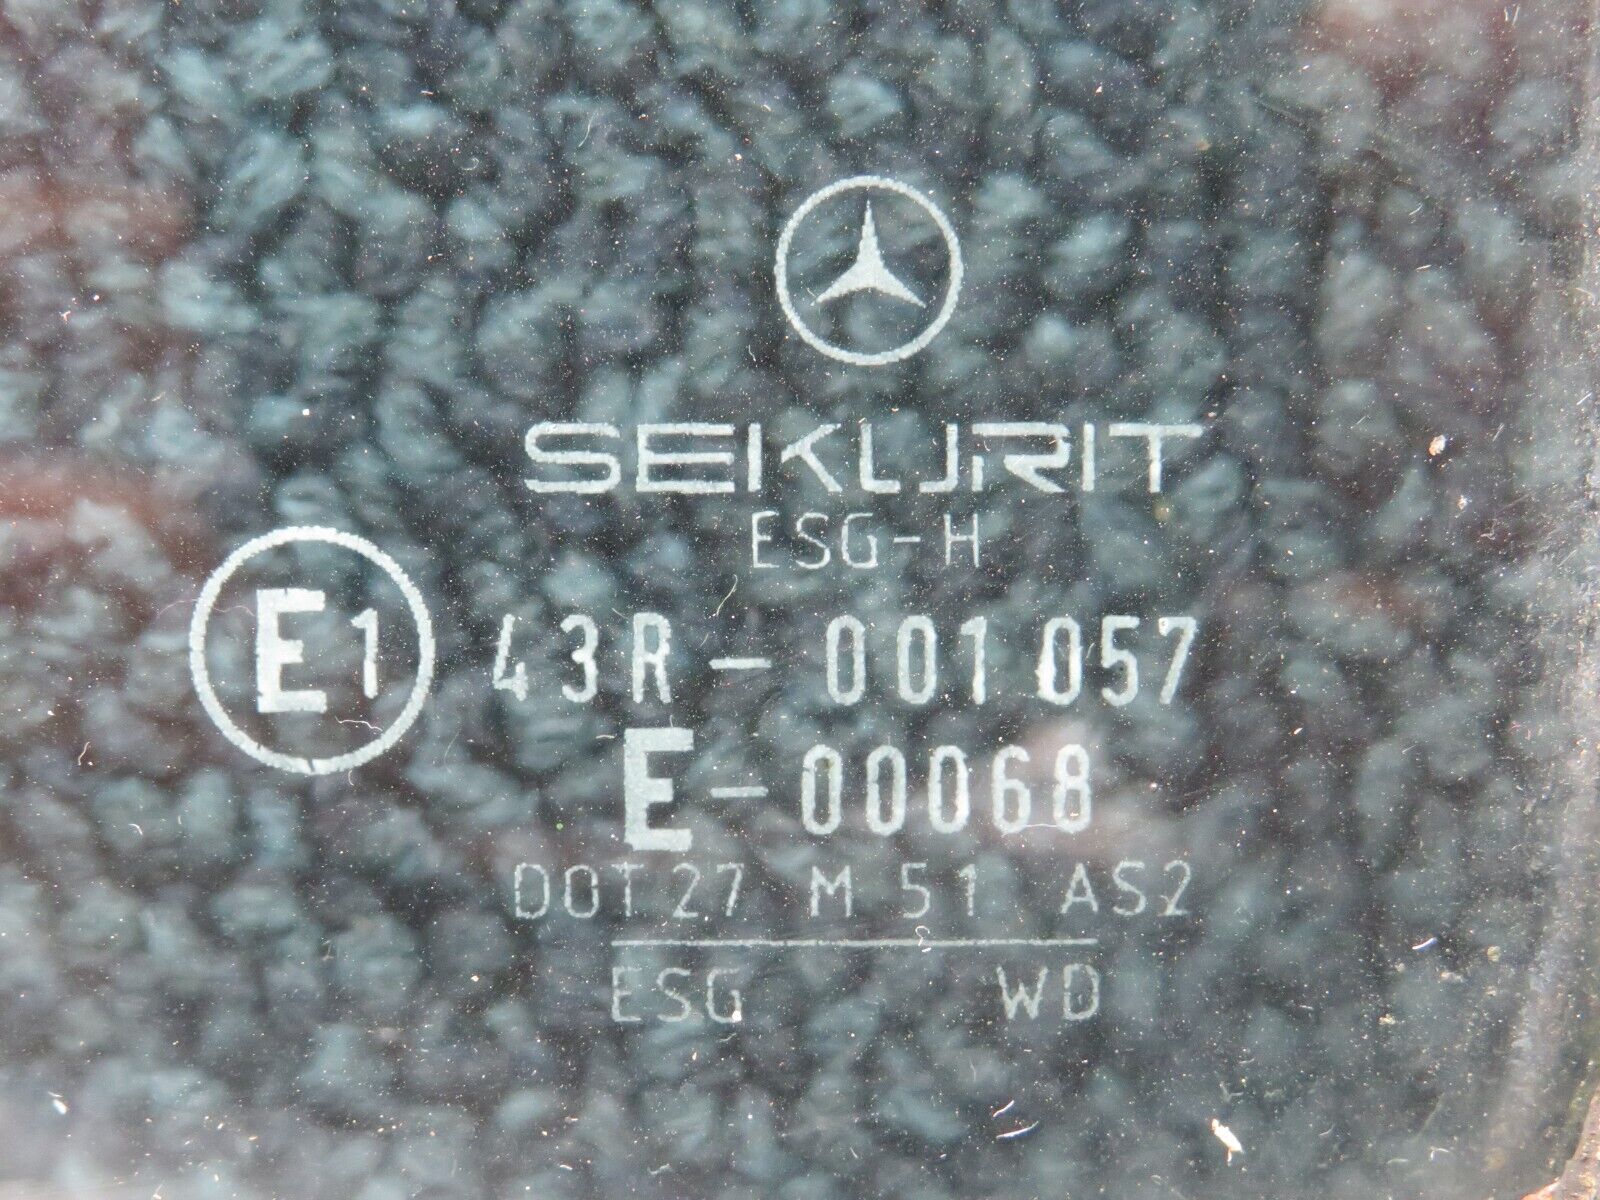 SEKURIT
ESG-H
E1 43R-001057
E-00068
DOT27 M51 AS2
ESG WD